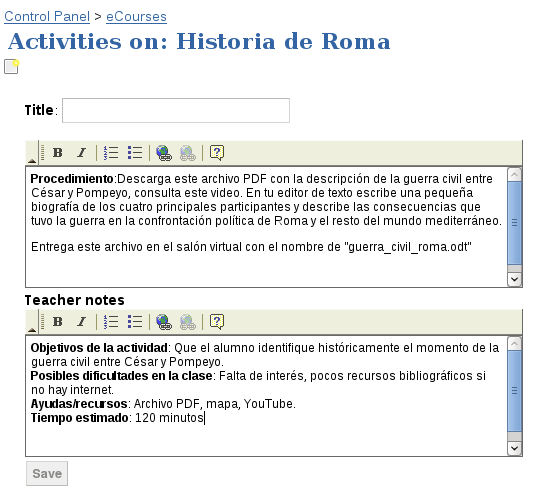 Control Panel > eCourses
Activities on: Historia de Roma
Title:
B I
Procedimiento:Descarga este archivo PDF con la descripción de la guerra civil entre
César y Pompeyo, consulta este video. En tu editor de texto escribe una pequeña
biografía de los cuatro principales participantes y describe las consecuencias que
tuvo la guerra en la confrontación política de Roma y el resto del mundo mediterráneo.
Entrega este archivo en el salón virtual con el nombre de "guerra_civil_roma.odt"
Teacher notes
B I
Objetivos de la actividad: Que el alumno identifique históricamente el momento de la
guerra civil entre César y Pompeyo.
Posibles dificultades en la clase: Falta de interés, pocos recursos bibliográficos si
no hay internet.
Ayudas/recursos: Archivo PDF, mapa, YouTube.
Tiempo estimado: 120 minutos
Save